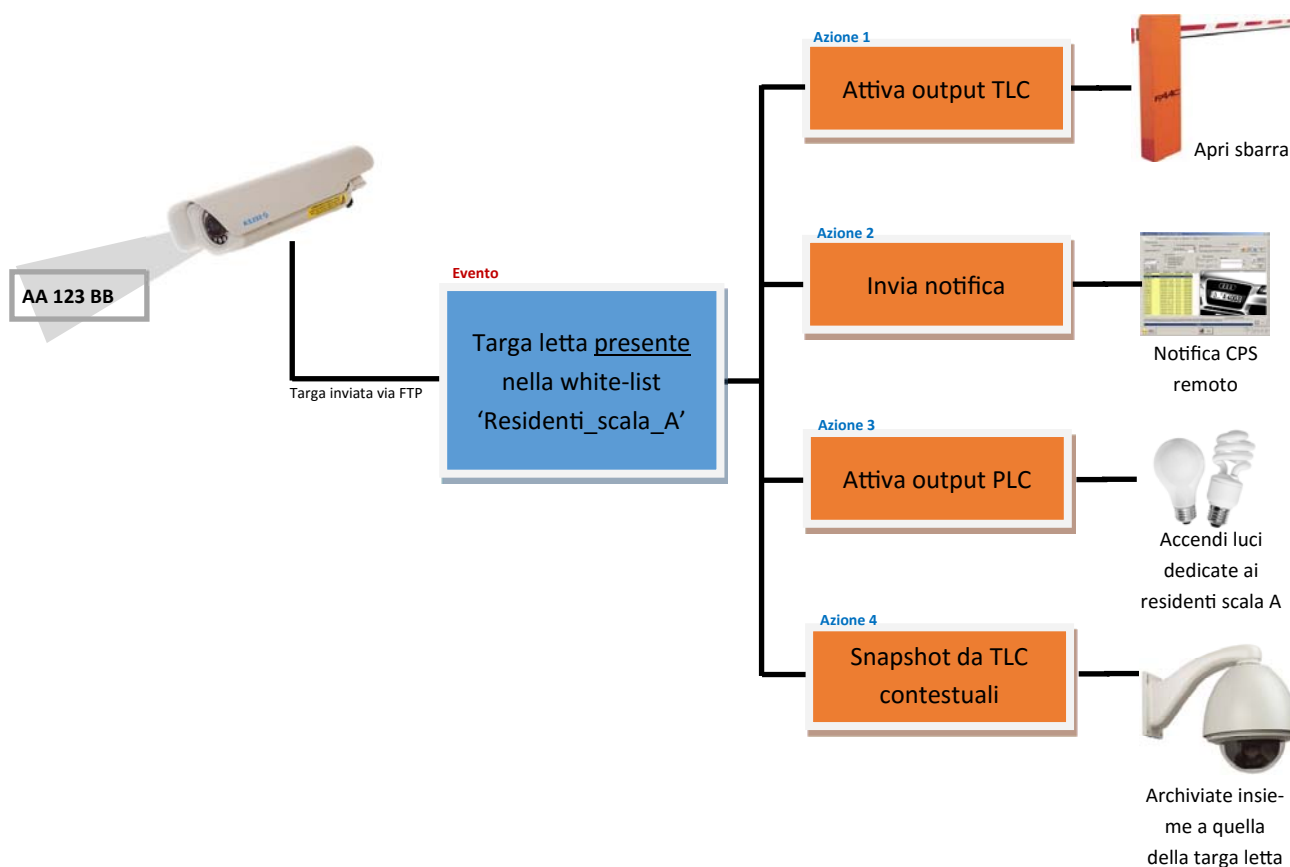 AA 123 BB
Targa inviata via FTP
Evento
Targa letta presente
nella white-list
‘Residenti_scala_A’
Azione 1
Attiva output TLC
FAAC
Apri sbarra
Azione 2
Invia notifica
Notifica CPS
remoto
Azione 3
Attiva output PLC
Accendi luci
dedicate ai
residenti scala A
Azione 4
Snapshot da TLC
contestuali
Archiviate insie-
me a quella
della targa letta